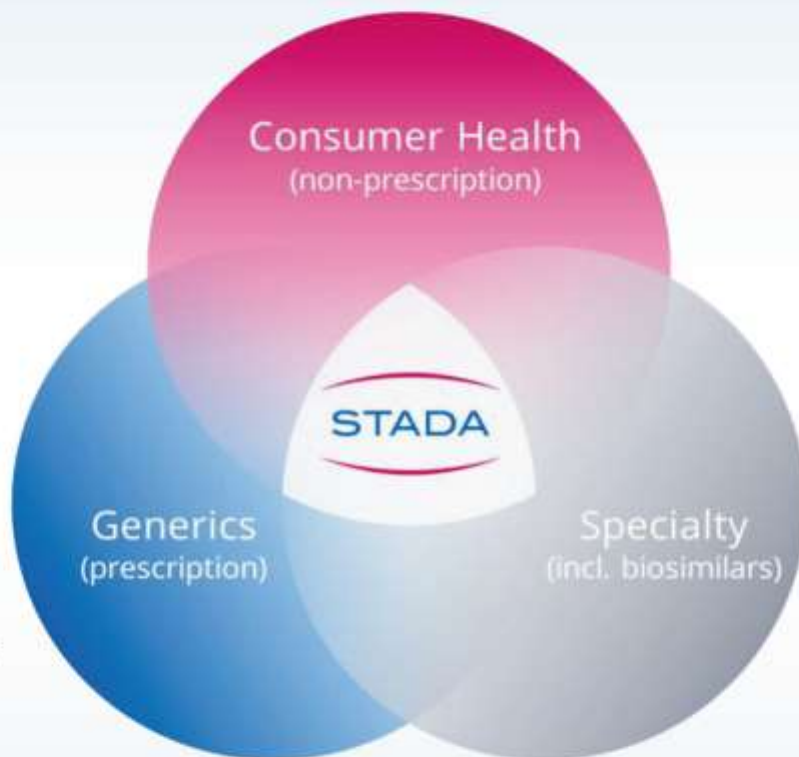 Consumer Health
(non-prescription)
STADA
Generics
(prescription)
Specialty
(incl. biosimilars)